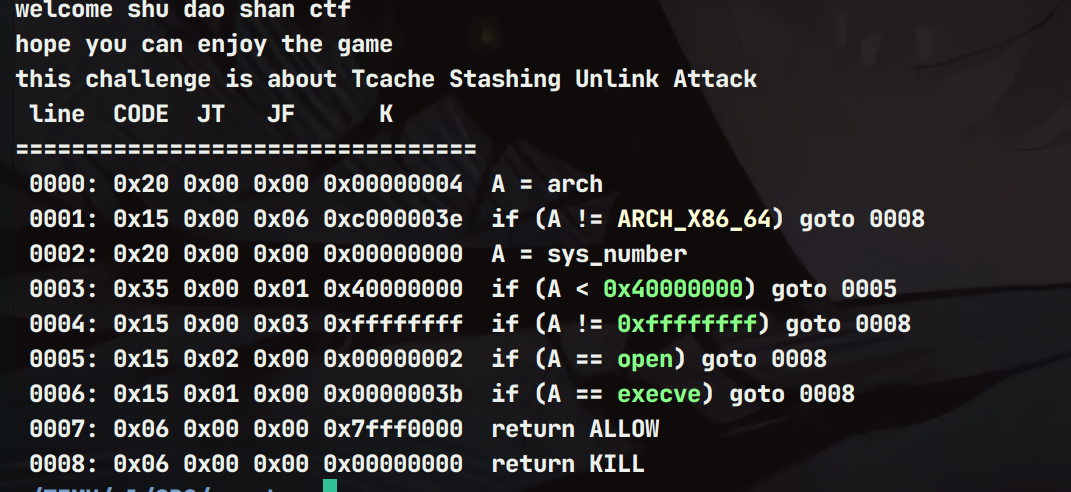 welcome shu dao shan ctf
hope you can enjoy the game
this challenge is about Tcache Stashing Unlink Attack
 line  CODE  JT   JF      K
=================================
 0000: 0x20 0x00 0x00 0x00000004  A = arch
 0001: 0x15 0x00 0x06 0xc000003e  if (A != ARCH_X86_64) goto 0008
 0002: 0x20 0x00 0x00 0x00000000  A = sys_number
 0003: 0x35 0x00 0x01 0x40000000  if (A < 0x40000000) goto 0005
 0004: 0x15 0x00 0x03 0xffffffff  if (A != 0xffffffff) goto 0008
 0005: 0x15 0x02 0x00 0x00000002  if (A == open) goto 0008
 0006: 0x15 0x01 0x00 0x0000003b  if (A == execve) goto 0008
 0007: 0x06 0x00 0x00 0x7fff0000  return ALLOW
 0008: 0x06 0x00 0x00 0x00000000  return KILL